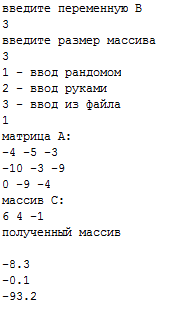 введите переменную B
3
введите размер массива
3
1 - ввод рандомом
2 - ввод руками
3 - ввод из файла
1
матрица A:
-4 -5 -3
-10 -3 -9
0 -9 -4
массив C:
6 4 -1
полученный массив
-8.3
-0.1
-93.2